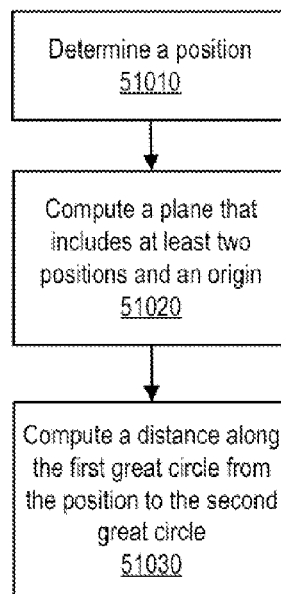 Determine a position
51010
Compute a plane that
includes at least two
positions and an origin
51020
Compute a distance along
the first great circle from
the position to the second
great circle
51030